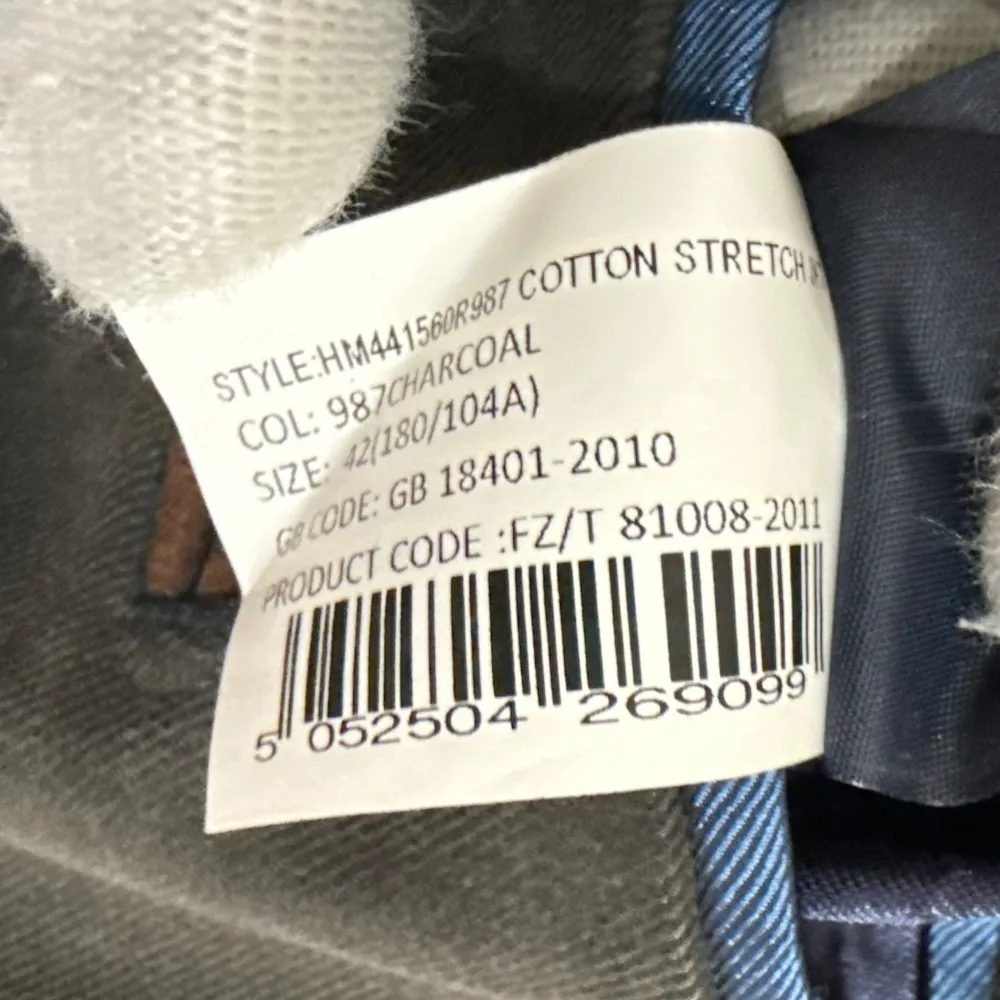 STYLE:HM441560R987 COTTON STRETCH
COL: 987CHARCOAL
SIZE: 42(180/104A)
GB CODE: GB 18401-2010
PRODUCT CODE :FZ/T 81008-2011
5 052504 269099